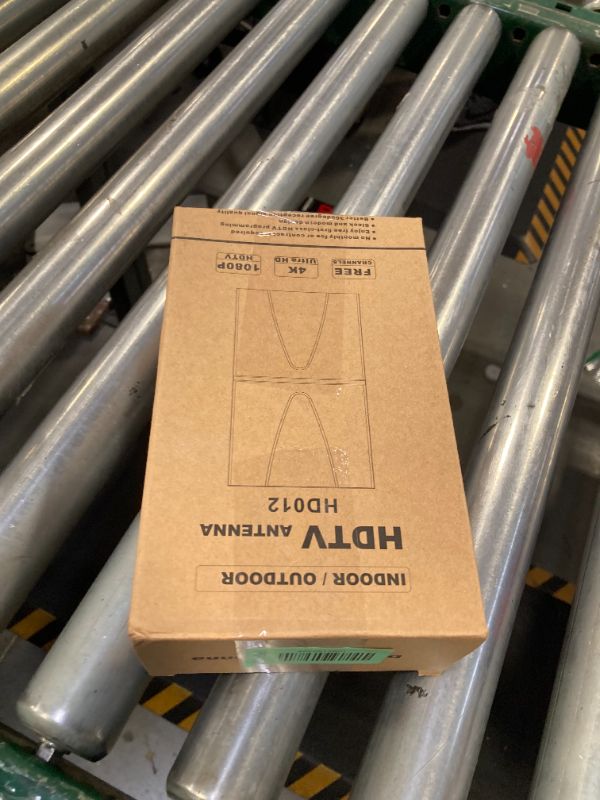 INDOOR / OUTDOOR
HDTV ANTENNA
HD012
FREE CHANNELS
4K Ultra HD
1080P HDTV
● No monthly fee or contract required
● Enjoy free first-class HDTV programming
● Sleek and modern design
● Better 360degree reception signal quality